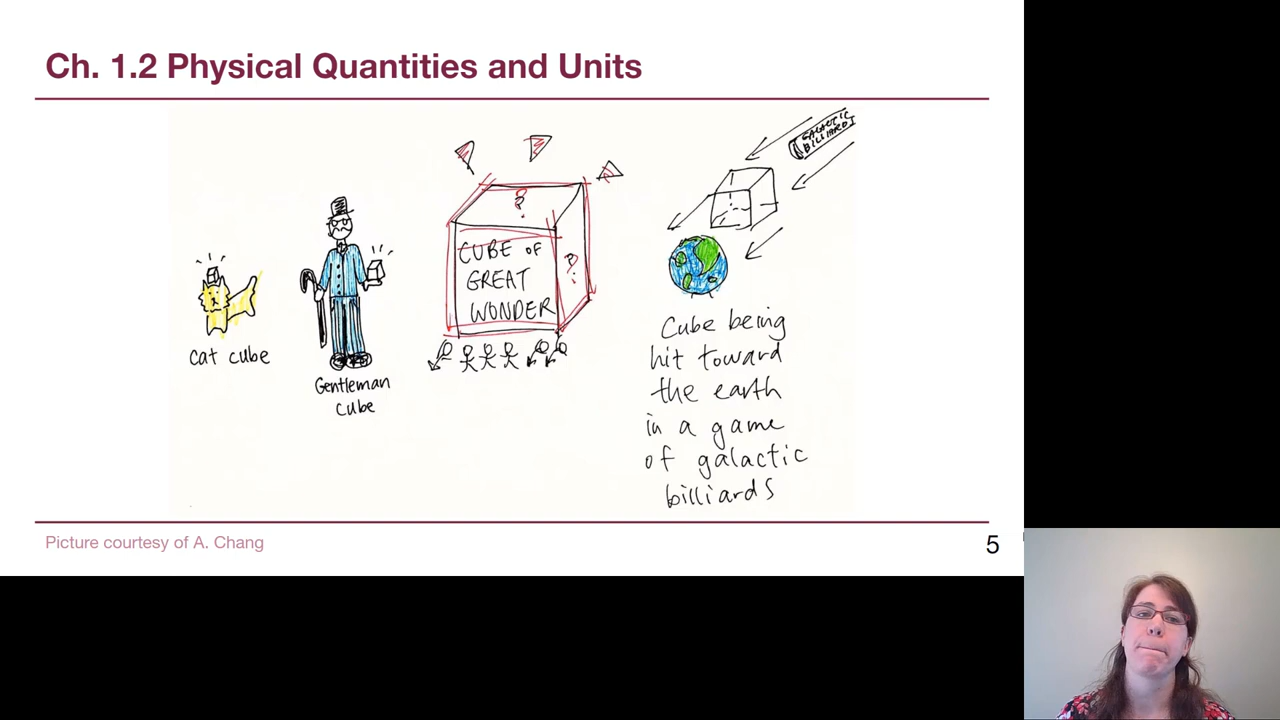 Ch. 1.2 Physical Quantities and Units
GALACTIC
BILLIARD
?
CUBE OF
GREAT
WONDER
?
cat cube
Gentleman
cube
Cube being
hit toward
the earth
in a game
of galactic
billiards
Picture courtesy of A. Chang
5